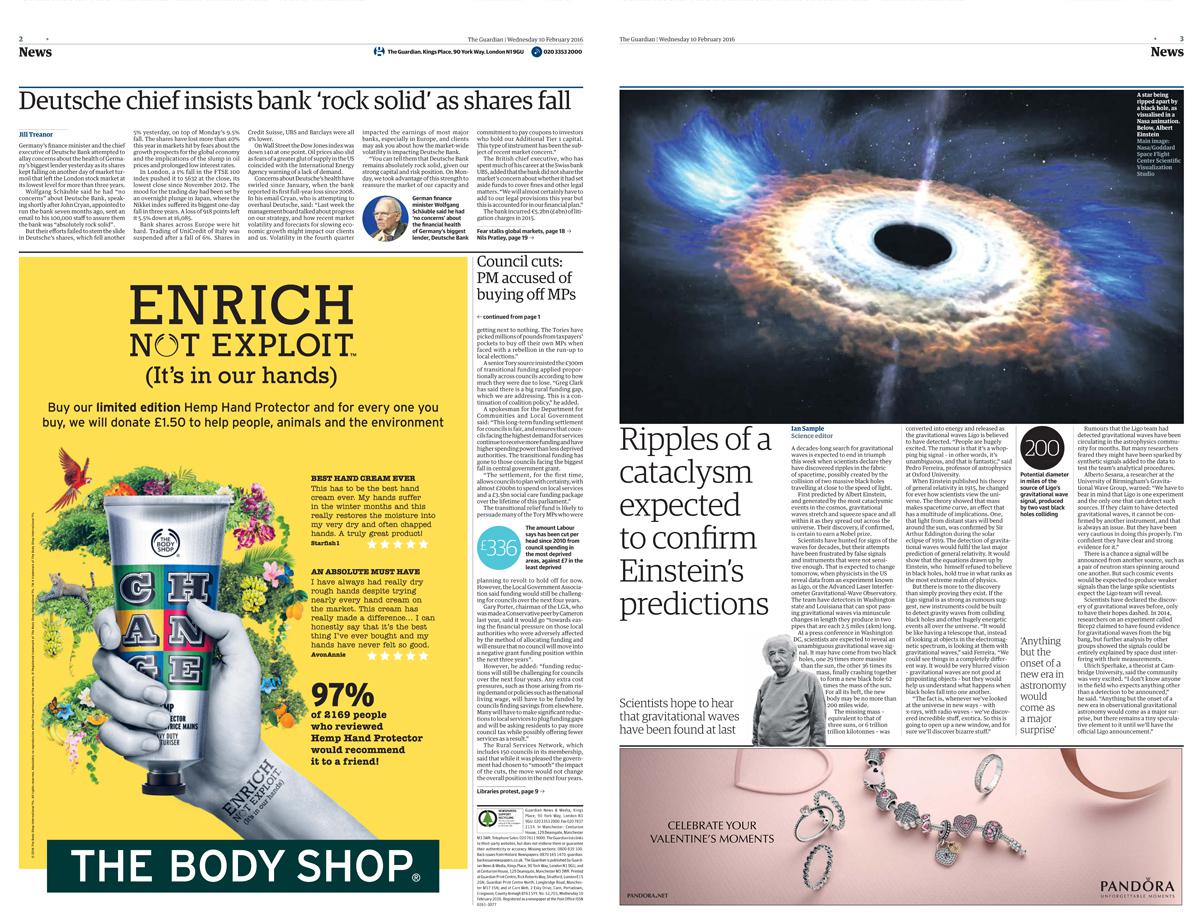 2
News
The Guardian | Wednesday 10 February 2016
The Guardian, Kings Place, 90 York Way, London N1 9GU 020 3353 2000
Deutsche chief insists bank ‘rock solid’ as shares fall
Jill Treanor
Germany’s finance minister and the chief
executive of Deutsche Bank attempted to
allay concerns about the health of Germa-
ny’s biggest lender yesterday as its shares
kept falling on another day of market tur-
moil that left the London stock market at
its lowest level for more than three years.
Wolfgang Schäuble said he had “no
concerns” about Deutsche Bank, speak-
ing shortly after John Cryan, appointed to
run the bank seven months ago, sent an
email to his 100,000 staff to assure them
the bank was “absolutely rock solid”.
But their efforts failed to stem the slide
in Deutsche’s shares, which fell another
5% yesterday, on top of Monday’s 9.5%
fall. The shares have lost more than 40%
this year in markets hit by fears about the
growth prospects for the global economy
and the implications of the slump in oil
prices and prolonged low interest rates.
In London, a 1% fall in the FTSE 100
index pushed it to 5632 at the close, its
lowest close since November 2012. The
mood for the trading day had been set by
an overnight plunge in Japan, where the
Nikkei index suffered its biggest one-day
fall in three years. A loss of 918 points left
it 5.5% down at 16,085.
Bank shares across Europe were hit
hard. Trading of UniCredit of Italy was
suspended after a fall of 6%. Shares in
Credit Suisse, UBS and Barclays were all
4% lower.
On Wall Street the Dow Jones index was
down 140 at one point. Oil prices also slid
as fears of a greater glut of supply in the US
coincided with the International Energy
Agency warning of a lack of demand.
Concerns about Deutsche’s health have
swirled since January, when the bank
reported its first full-year loss since 2008.
In his email Cryan, who is attempting to
overhaul Deutsche, said: “Last week the
management board talked about progress
on our strategy, and how recent market
volatility and forecasts for slowing eco-
nomic growth might impact our clients
and us. Volatility in the fourth quarter
impacted the earnings of most major
banks, especially in Europe, and clients
may ask you about how the market-wide
volatility is impacting Deutsche Bank.
“You can tell them that Deutsche Bank
remains absolutely rock solid, given our
strong capital and risk position. On Mon-
day, we took advantage of this strength to
reassure the market of our capacity and
German finance
minister Wolfgang
Schäuble said he had
‘no concerns’ about
the financial health
of Germany’s biggest
lender, Deutsche Bank
commitment to pay coupons to investors
who hold our Additional Tier 1 capital.
This type of instrument has been the sub-
ject of recent market concern.”
The British chief executive, who has
spent much of his career at the Swiss bank
UBS, added that the bank did not share the
market’s concern about whether it had set
aside funds to cover fines and other legal
matters. “We will almost certainly have to
add to our legal provisions this year but
this is accounted for in our financial plan.”
The bank incurred €5.2bn (£4bn) of liti-
gation charges in 2015.
Fear stalks global markets, page 18 →
Nils Pratley, page 19 →
ENRICH
NOT EXPLOIT™
(It’s in our hands)
Buy our limited edition Hemp Hand Protector and for every one you
buy, we will donate £1.50 to help people, animals and the environment
THE
BODY
SHOP
CHANGE
BEST HAND CREAM EVER
This has to be the best hand
cream ever. My hands suffer
in the winter months and this
really restores the moisture into
my very dry and often chapped
hands. A truly great product!
Starfish1
AN ABSOLUTE MUST HAVE
I have always had really dry
rough hands despite trying
nearly every hand cream on
the market. This cream has
really made a difference... I can
honestly say that it’s the best
thing I’ve ever bought and my
hands have never felt so good.
AvonAnnie
97%
of 2169 people
who reviewed
Hemp Hand Protector
would recommend
it to a friend!
ENRICH
NOT EXPLOIT
(It’s in our hands)
THE BODY SHOP®
Council cuts:
PM accused of
buying off MPs
← continued from page 1
getting next to nothing. The Tories have
picked millions of pounds from taxpayers’
pockets to buy off their own MPs when
faced with a rebellion in the run-up to
local elections.”
A senior Tory source insisted the £300m
of transitional funding applied propor-
tionally across councils according to how
much they were due to lose. “Greg Clark
has said there is a big rural funding gap,
which we are addressing. This is a con-
tinuation of coalition policy,” he added.
A spokesman for the Department for
Communities and Local Government
said: “This long-term funding settlement
for councils is fair, and ensures that coun-
cils facing the highest demand for services
continue to receive more funding and have
higher spending power than less deprived
authorities. The transitional funding has
gone to those councils facing the biggest
fall in central government grant.
“The settlement, for the first time,
allows councils to plan with certainty, with
almost £200bn to spend on local services
and a £3.5bn social care funding package
over the lifetime of this parliament.”
The transitional relief fund is likely to
persuade many of the Tory MPs who were
£336
The amount Labour
says has been cut per
head since 2010 from
council spending in
the most deprived
areas, against £7 in the
least deprived
planning to revolt to hold off for now.
However, the Local Government Associa-
tion said funding would still be challeng-
ing for councils over the next four years.
Gary Porter, chairman of the LGA, who
was made a Conservative peer by Cameron
last year, said it would go “towards eas-
ing the financial pressure on those local
authorities who were adversely affected
by the method of allocating funding and
will ensure that no council will move into
a negative grant funding position within
the next three years”.
However, he added: “funding reduc-
tions will still be challenging for councils
over the next four years. Any extra cost
pressures, such as those arising from ris-
ing demand or policies such as the national
living wage, will have to be funded by
councils finding savings from elsewhere.
Many will have to make significant reduc-
tions to local services to plug funding gaps
and will be asking residents to pay more
council tax while possibly offering fewer
services as a result.”
The Rural Services Network, which
includes 150 councils in its membership,
said that while it was pleased the govern-
ment had chosen to “smooth” the impact
of the cuts, the move would not change
the overall position in the next four years.
Libraries protest, page 9 →
The Guardian | Wednesday 10 February 2016
3
News
A star being
ripped apart by
a black hole, as
visualised in a
Nasa animation.
Below, Albert
Einstein
Main image:
Nasa/Goddard
Space Flight
Center Scientific
Visualization
Studio
Ripples of a
cataclysm
expected
to confirm
Einstein’s
predictions
Scientists hope to hear
that gravitational waves
have been found at last
Ian Sample
Science editor
A decades-long search for gravitational
waves is expected to end in triumph
this week when scientists declare they
have discovered ripples in the fabric
of spacetime, possibly created by the
collision of two massive black holes
travelling at close to the speed of light.
First predicted by Albert Einstein,
and generated by the most cataclysmic
events in the cosmos, gravitational
waves stretch and squeeze space and all
within it as they spread out across the
universe. Their discovery, if confirmed,
is certain to earn a Nobel prize.
Scientists have hunted for signs of the
waves for decades, but their attempts
have been frustrated by false signals
and instruments that were not sensi-
tive enough. That is expected to change
tomorrow, when physicists in the US
reveal data from an experiment known
as Ligo, or the Advanced Laser Interfer-
ometer Gravitational-Wave Observatory.
The team have detectors in Washington
state and Louisiana that can spot pass-
ing gravitational waves via minuscule
changes in length they produce in two
pipes that are each 2.5 miles (4km) long.
At a press conference in Washington
DC, scientists are expected to reveal an
unambiguous gravitational wave sig-
nal. It may have come from two black
holes, one 29 times more massive
than the sun, the other 36 times its
mass, finally crashing together
to form a new black hole 62
times the mass of the sun.
For all its heft, the new
body may be no more than
200 miles wide.
The missing mass –
equivalent to that of
three suns, or 6 trillion
trillion kilotonnes – was
converted into energy and released as
the gravitational waves Ligo is believed
to have detected. “People are hugely
excited. The rumour is that it’s a whop-
ping big signal – in other words, it’s
unambiguous, and that is fantastic,” said
Pedro Ferreira, professor of astrophysics
at Oxford University.
When Einstein published his theory
of general relativity in 1915, he changed
for ever how scientists view the uni-
verse. The theory showed that mass
makes spacetime curve, an effect that
has a multitude of implications. One,
that light from distant stars will bend
around the sun, was confirmed by Sir
Arthur Eddington during the solar
eclipse of 1919. The detection of gravita-
tional waves would fulfil the last major
prediction of general relativity. It would
show that the equations drawn up by
Einstein, who himself refused to believe
in black holes, hold true in what ranks as
the most extreme realm of physics.
But there is more to the discovery
than simply proving they exist. If the
Ligo signal is as strong as rumours sug-
gest, new instruments could be built
to detect gravity waves from colliding
black holes and other hugely energetic
events all over the universe. “It would
be like having a telescope that, instead
of looking at objects in the electromag-
netic spectrum, is looking at them with
gravitational waves,” said Ferreira. “We
could see things in a completely differ-
ent way. It would be very blurred vision
– gravitational waves are not good at
pinpointing objects – but they would
help us understand what happens when
black holes fall into one another.
“The fact is, whenever we’ve looked
at the universe in new ways – with
x-rays, with radio waves – we’ve discov-
ered incredible stuff, exotica. So this is
going to open up a new window, and for
sure we’ll discover bizarre stuff.”
200
Potential diameter
in miles of the
source of Ligo’s
gravitational wave
signal, produced
by two vast black
holes colliding
‘Anything
but the
onset of a
new era in
astronomy
would
come as
a major
surprise’
Rumours that the Ligo team had
detected gravitational waves have been
circulating in the astrophysics commu-
nity for months. But many researchers
feared they might have been sparked by
synthetic signals added to the data to
test the team’s analytical procedures.
Alberto Sesana, a researcher at the
University of Birmingham’s Gravita-
tional Wave Group, warned: “We have to
bear in mind that Ligo is one experiment
and the only one that can detect such
sources. If they claim to have detected
gravitational waves, it cannot be con-
firmed by another instrument, and that
is always an issue. But they have been
very cautious in doing this properly. I’m
confident they have clear and strong
evidence for it.”
There is a chance a signal will be
announced from another source, such as
a pair of neutron stars spinning around
one another. But such cosmic events
would be expected to produce weaker
signals than the large spike scientists
expect the Ligo team will reveal.
Scientists have declared the discov-
ery of gravitational waves before, only
to have their hopes dashed. In 2014,
researchers on an experiment called
Bicep2 claimed to have found evidence
for gravitational waves from the big
bang, but further analysis by other
groups showed the signals could be
entirely explained by space dust inter-
fering with their measurements.
Ulrich Sperhake, a theorist at Cam-
bridge University, said the community
was very excited. “I don’t know anyone
in the field who expects anything other
than a detection to be announced,”
he said. “Anything but the onset of a
new era in observational gravitational
astronomy would come as a major sur-
prise, but there remains a tiny specula-
tive element to it until we’ll have the
official Ligo announcement.”
CELEBRATE YOUR
VALENTINE’S MOMENTS
PANDORA.NET
PANDÖRA
UNFORGETTABLE MOMENTS